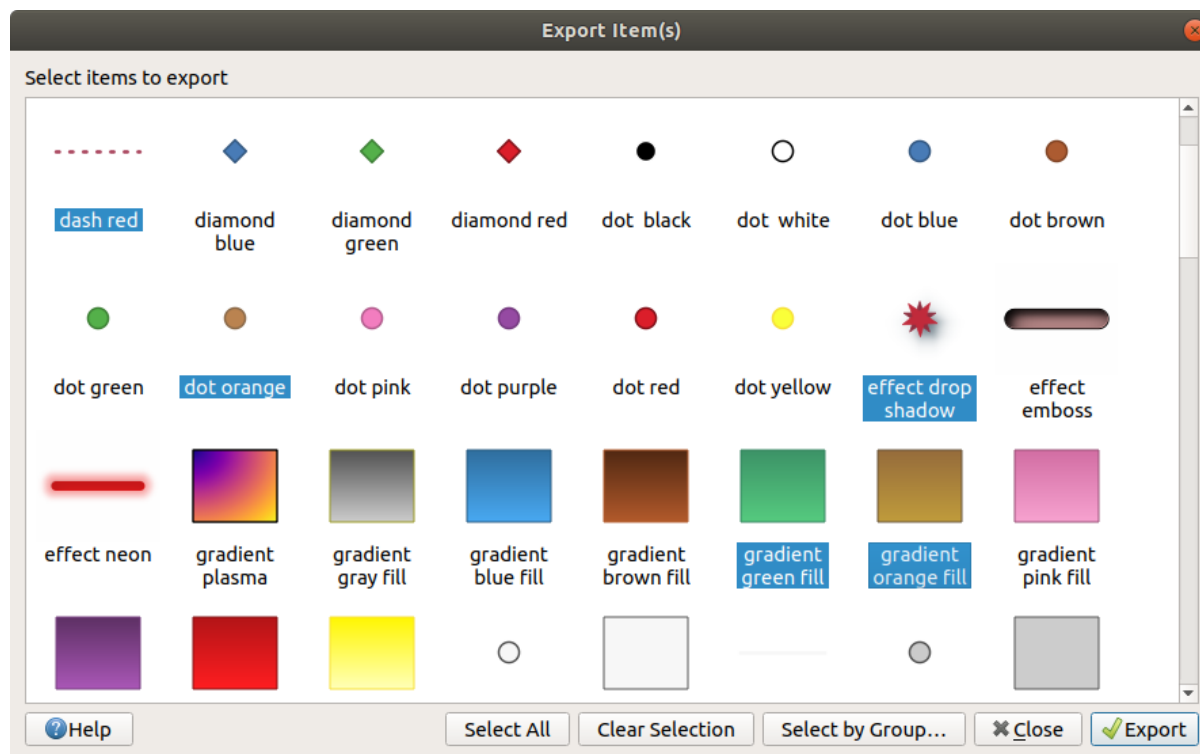 Export Item(s)
Select items to export
dash red
diamond blue
diamond green
diamond red
dot  black
dot  white
dot blue
dot brown
dot green
dot orange
dot pink
dot purple
dot red
dot yellow
effect drop shadow
effect emboss
effect neon
gradient plasma
gradient gray fill
gradient blue fill
gradient brown fill
gradient green fill
gradient orange fill
gradient pink fill
Help
Select All
Clear Selection
Select by Group...
Close
Export